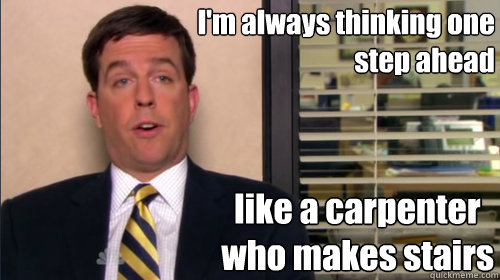 I'm always thinking one
step ahead
like a carpenter
who makes stairs
quickmeme.com